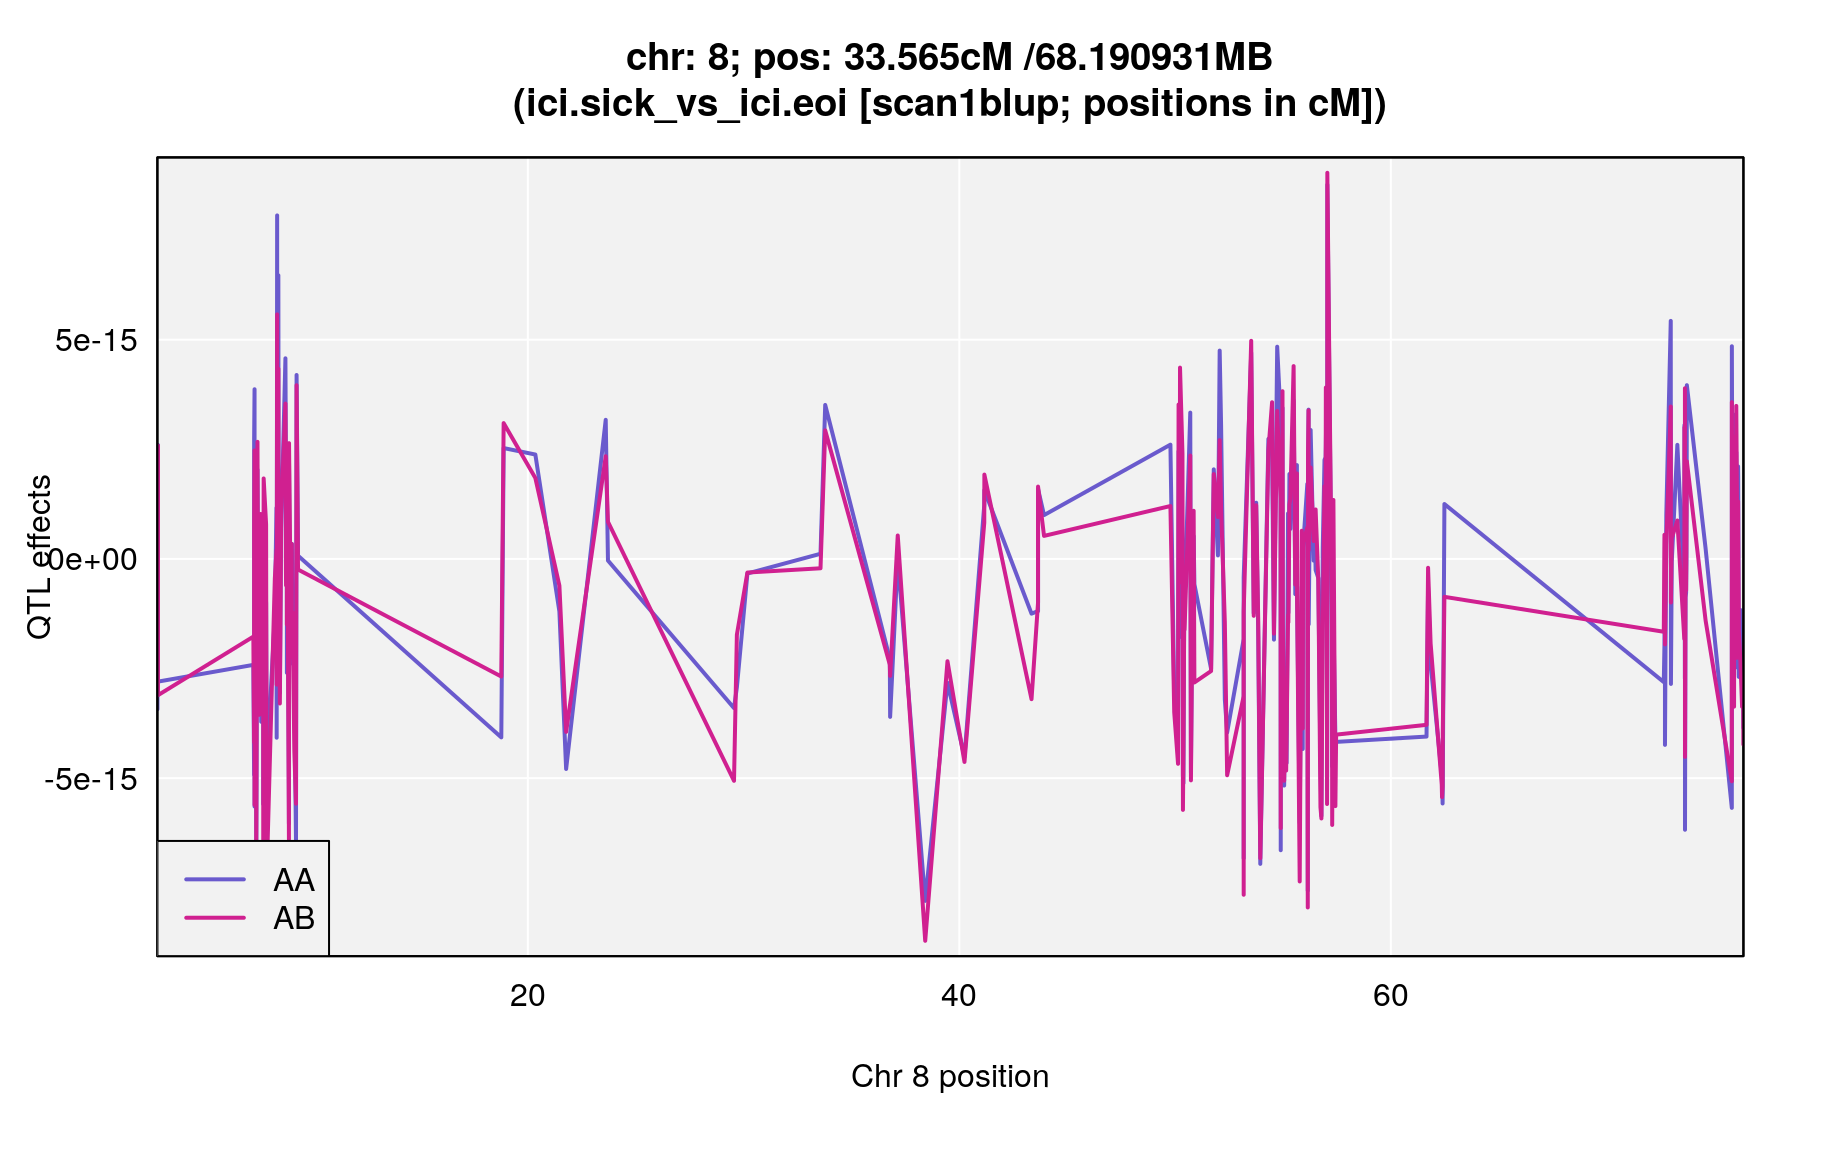 chr: 8; pos: 33.565cM /68.190931MB
(ici.sick_vs_ici.eoi [scan1blup; positions in cM])
QTL effects
5e-15
0e+00
-5e-15
AA
AB
20 40 60
Chr 8 position